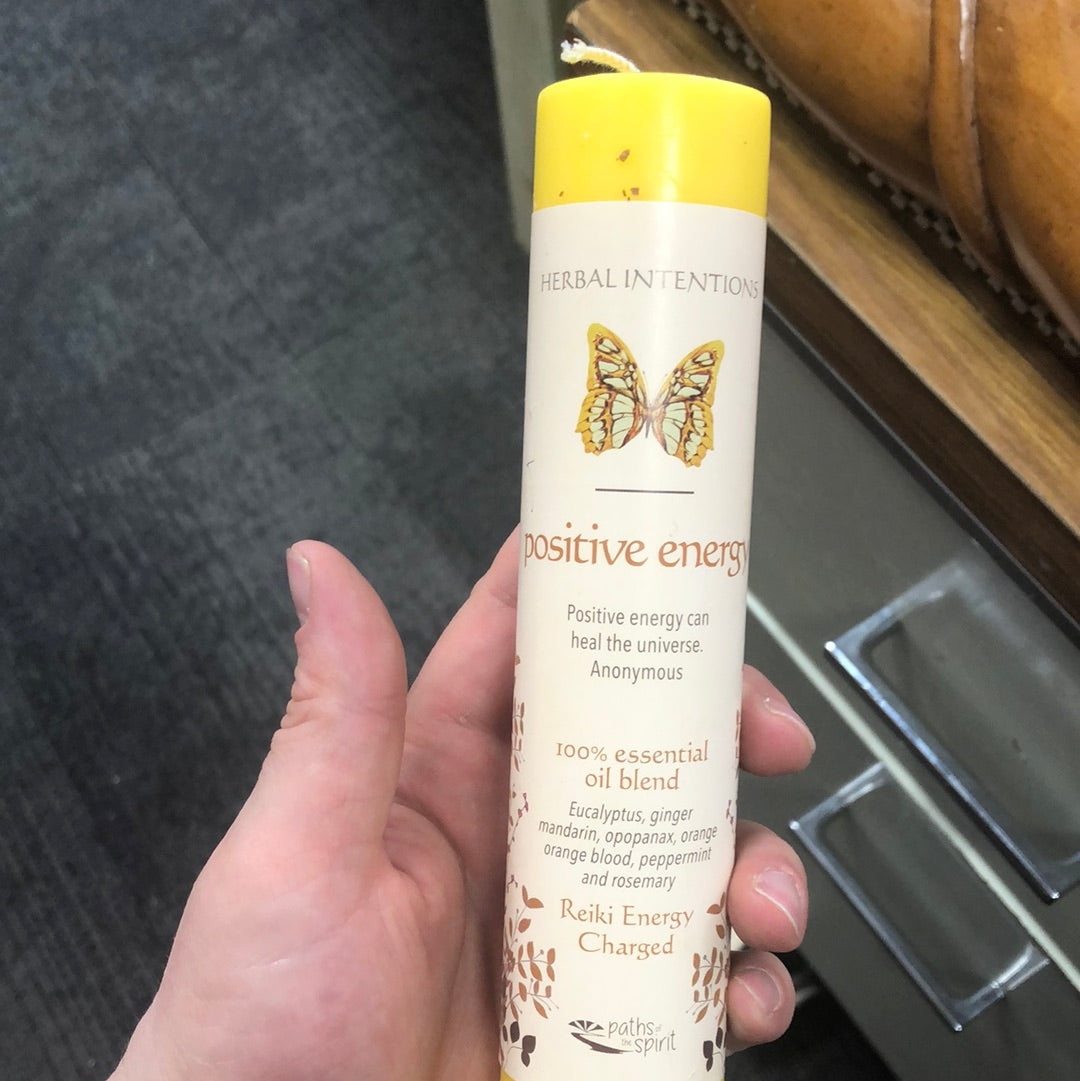 HERBAL INTENTIONS
positive energy
Positive energy can
heal the universe.
Anonymous
100% essential
oil blend
Eucalyptus, ginger
mandarin, opopanax, orange
orange blood, peppermint
and rosemary
Reiki Energy
Charged
paths of
the spirit